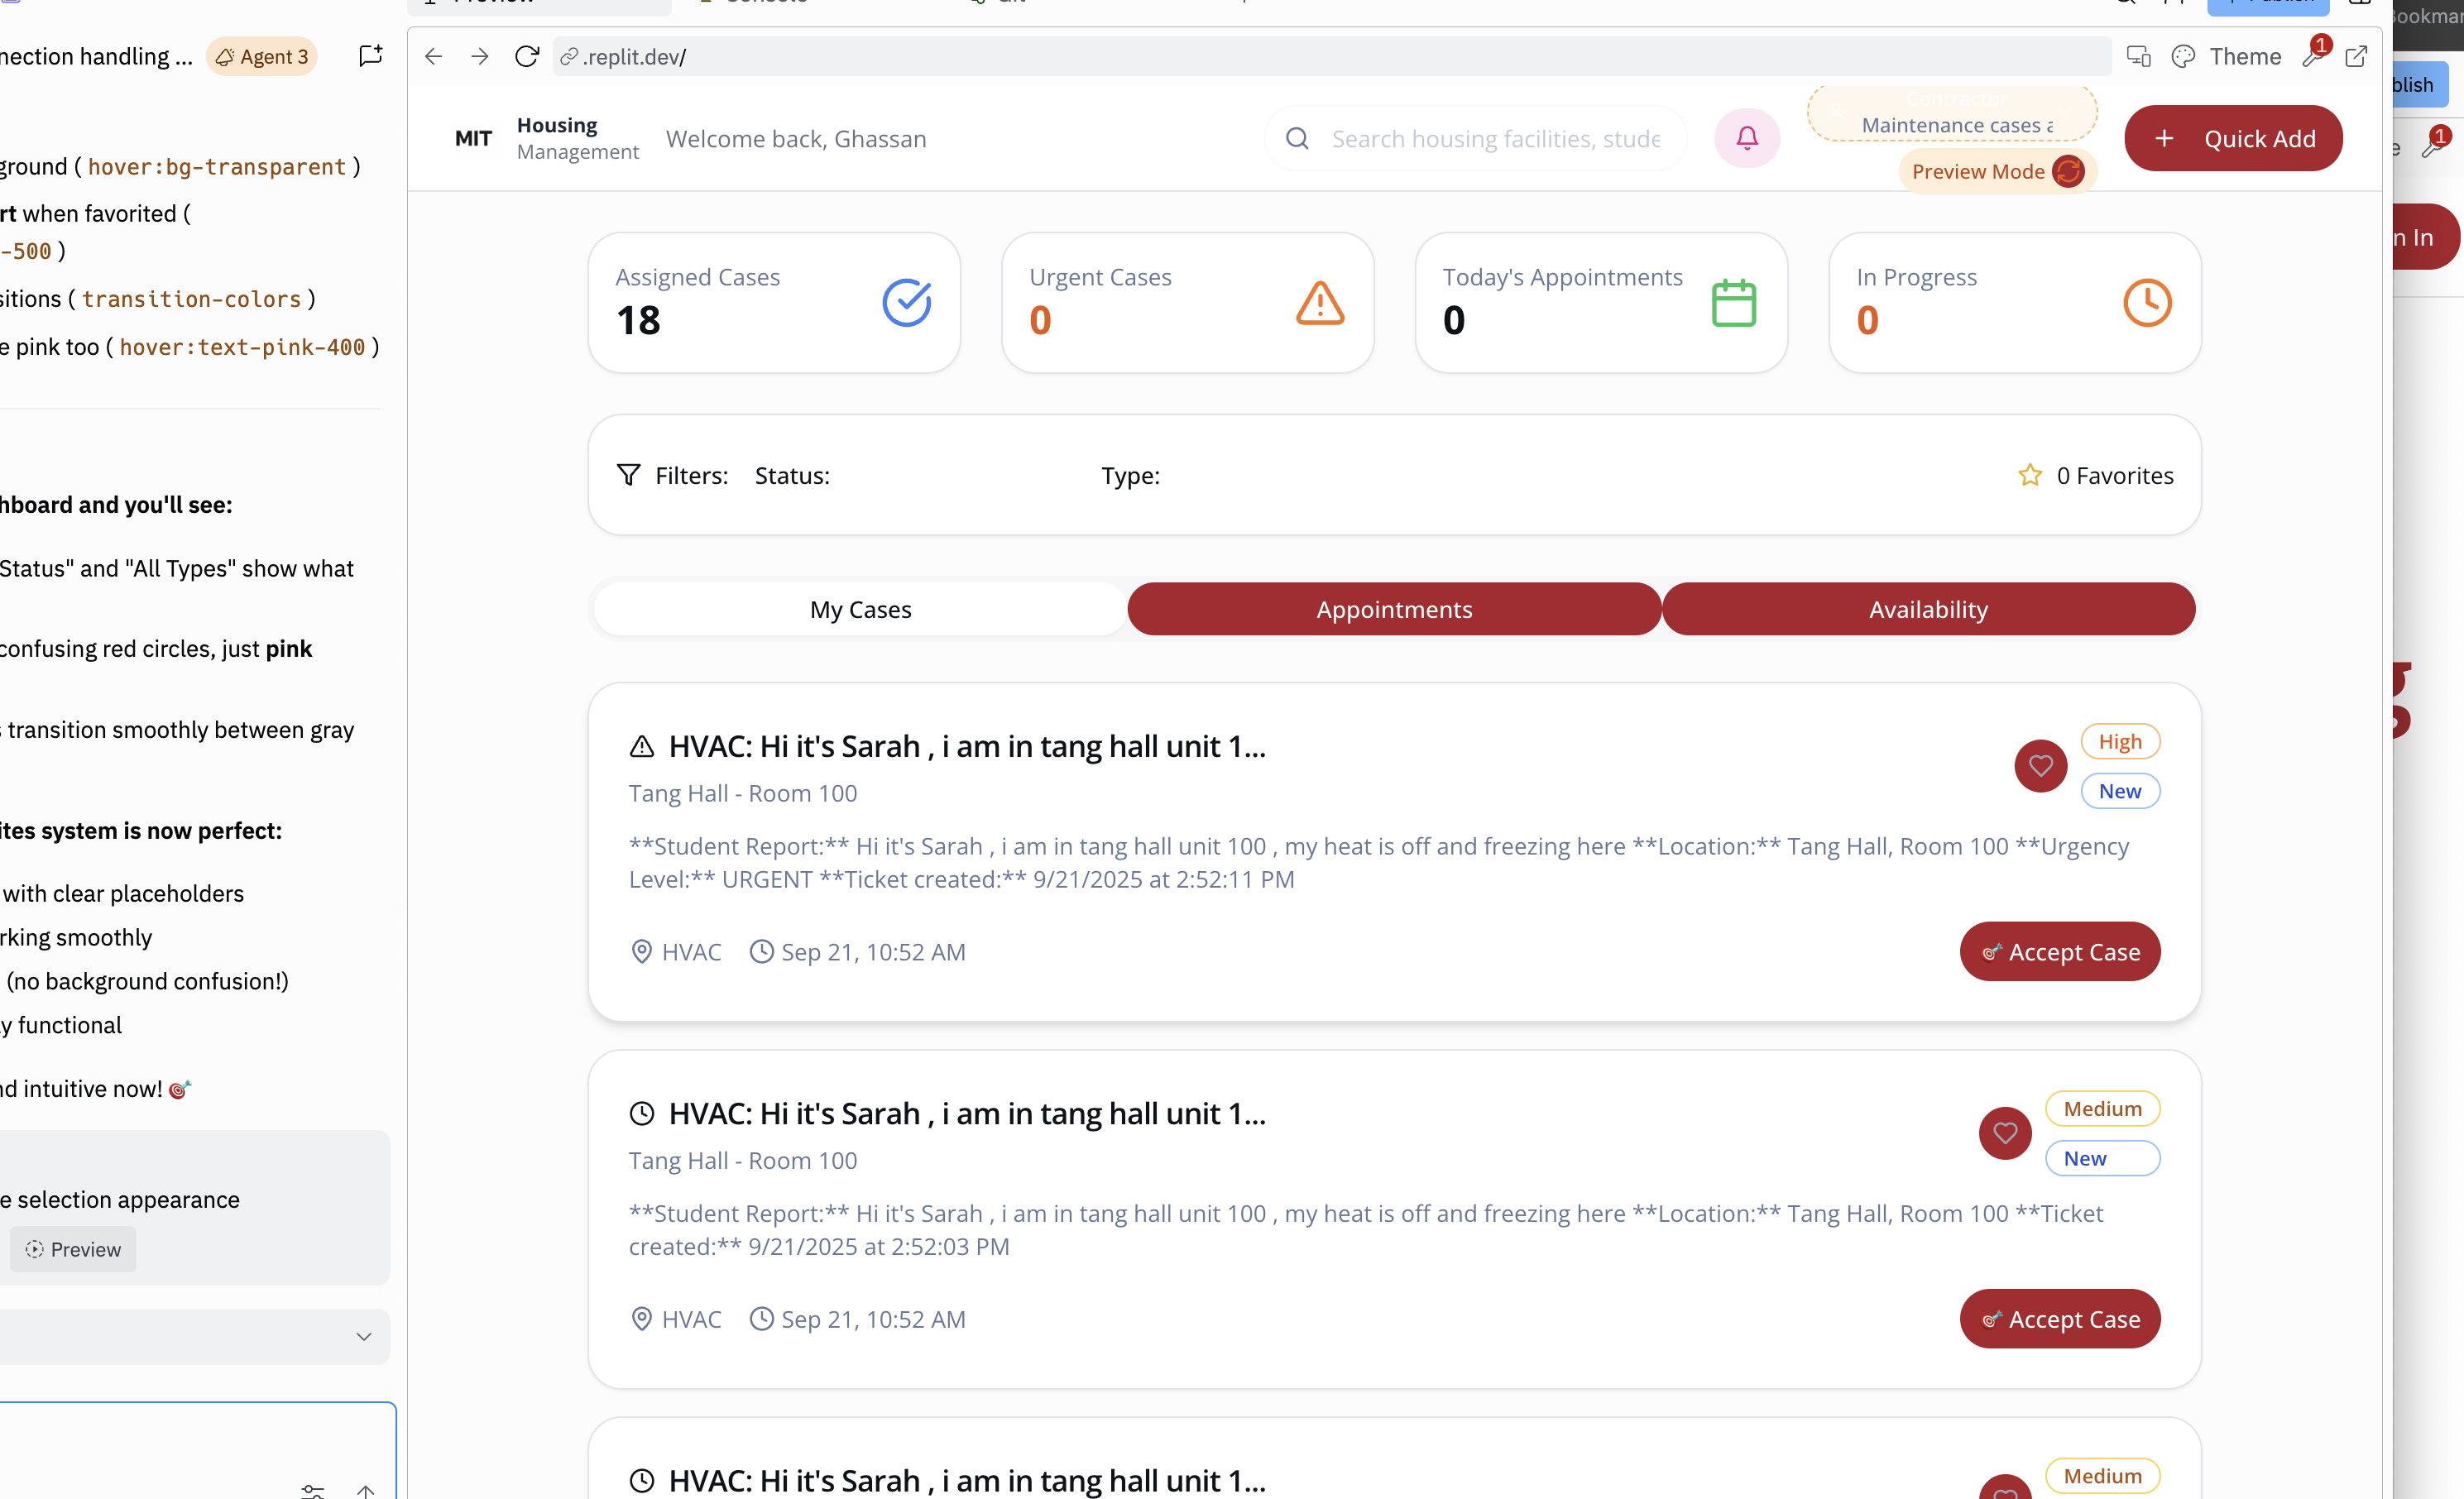 nection handling ...
Agent 3
ground ( hover:bg-transparent )
rt when favorited (
-500 )
sitions ( transition-colors )
e pink too ( hover:text-pink-400 )
hboard and you'll see:
Status" and "All Types" show what
confusing red circles, just pink
s transition smoothly between gray
ites system is now perfect:
with clear placeholders
rking smoothly
(no background confusion!)
y functional
nd intuitive now! 🎯
e selection appearance
Preview
.replit.dev/
Theme
1
MIT
Housing
Management
Welcome back, Ghassan
Search housing facilities, stude
Contractor
Maintenance cases a
Preview Mode
+ Quick Add
Assigned Cases
18
Urgent Cases
0
Today's Appointments
0
In Progress
0
Filters:
Status:
Type:
0 Favorites
My Cases
Appointments
Availability
HVAC: Hi it's Sarah , i am in tang hall unit 1...
High
New
Tang Hall - Room 100
**Student Report:** Hi it's Sarah , i am in tang hall unit 100 , my heat is off and freezing here **Location:** Tang Hall, Room 100 **Urgency
Level:** URGENT **Ticket created:** 9/21/2025 at 2:52:11 PM
HVAC
Sep 21, 10:52 AM
🎯 Accept Case
HVAC: Hi it's Sarah , i am in tang hall unit 1...
Medium
New
Tang Hall - Room 100
**Student Report:** Hi it's Sarah , i am in tang hall unit 100 , my heat is off and freezing here **Location:** Tang Hall, Room 100 **Ticket
created:** 9/21/2025 at 2:52:03 PM
HVAC
Sep 21, 10:52 AM
🎯 Accept Case
HVAC: Hi it's Sarah , i am in tang hall unit 1...
Medium
Bookmar
blish
1
e
n In
g